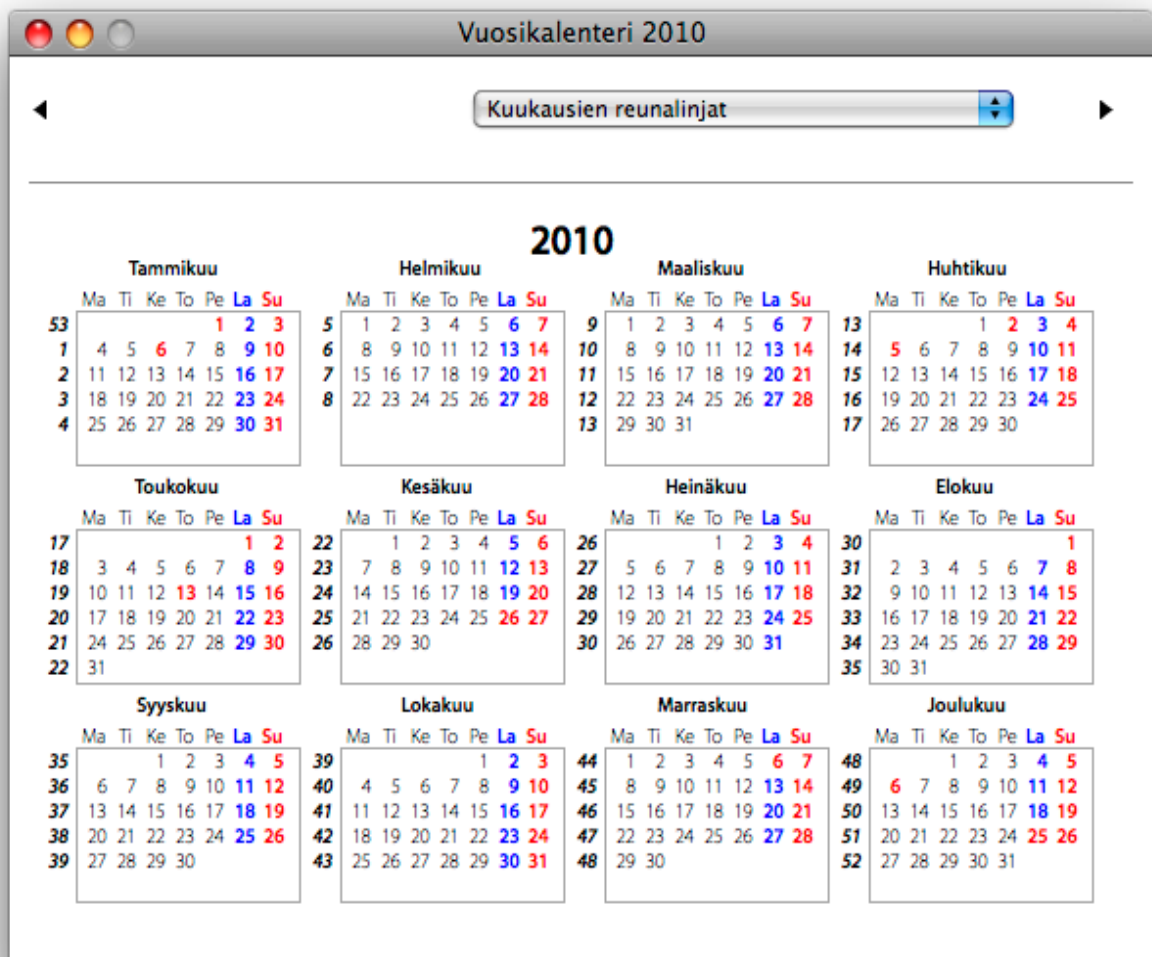 Vuosikalenteri 2010
Kuukausien reunalinjat
2010
Tammikuu
Ma Ti Ke To Pe La Su
53 1 2 3
1 4 5 6 7 8 9 10
2 11 12 13 14 15 16 17
3 18 19 20 21 22 23 24
4 25 26 27 28 29 30 31
Helmikuu
Ma Ti Ke To Pe La Su
5 1 2 3 4 5 6 7
6 8 9 10 11 12 13 14
7 15 16 17 18 19 20 21
8 22 23 24 25 26 27 28
Maaliskuu
Ma Ti Ke To Pe La Su
9 1 2 3 4 5 6 7
10 8 9 10 11 12 13 14
11 15 16 17 18 19 20 21
12 22 23 24 25 26 27 28
13 29 30 31
Huhtikuu
Ma Ti Ke To Pe La Su
13 1 2 3 4
14 5 6 7 8 9 10 11
15 12 13 14 15 16 17 18
16 19 20 21 22 23 24 25
17 26 27 28 29 30
Toukokuu
Ma Ti Ke To Pe La Su
17 1 2
18 3 4 5 6 7 8 9
19 10 11 12 13 14 15 16
20 17 18 19 20 21 22 23
21 24 25 26 27 28 29 30
22 31
Kesäkuu
Ma Ti Ke To Pe La Su
22 1 2 3 4 5 6
23 7 8 9 10 11 12 13
24 14 15 16 17 18 19 20
25 21 22 23 24 25 26 27
26 28 29 30
Heinäkuu
Ma Ti Ke To Pe La Su
26 1 2 3 4
27 5 6 7 8 9 10 11
28 12 13 14 15 16 17 18
29 19 20 21 22 23 24 25
30 26 27 28 29 30 31
Elokuu
Ma Ti Ke To Pe La Su
30 1
31 2 3 4 5 6 7 8
32 9 10 11 12 13 14 15
33 16 17 18 19 20 21 22
34 23 24 25 26 27 28 29
35 30 31
Syyskuu
Ma Ti Ke To Pe La Su
35 1 2 3 4 5
36 6 7 8 9 10 11 12
37 13 14 15 16 17 18 19
38 20 21 22 23 24 25 26
39 27 28 29 30
Lokakuu
Ma Ti Ke To Pe La Su
39 1 2 3
40 4 5 6 7 8 9 10
41 11 12 13 14 15 16 17
42 18 19 20 21 22 23 24
43 25 26 27 28 29 30 31
Marraskuu
Ma Ti Ke To Pe La Su
44 1 2 3 4 5 6 7
45 8 9 10 11 12 13 14
46 15 16 17 18 19 20 21
47 22 23 24 25 26 27 28
48 29 30
Joulukuu
Ma Ti Ke To Pe La Su
48 1 2 3 4 5
49 6 7 8 9 10 11 12
50 13 14 15 16 17 18 19
51 20 21 22 23 24 25 26
52 27 28 29 30 31